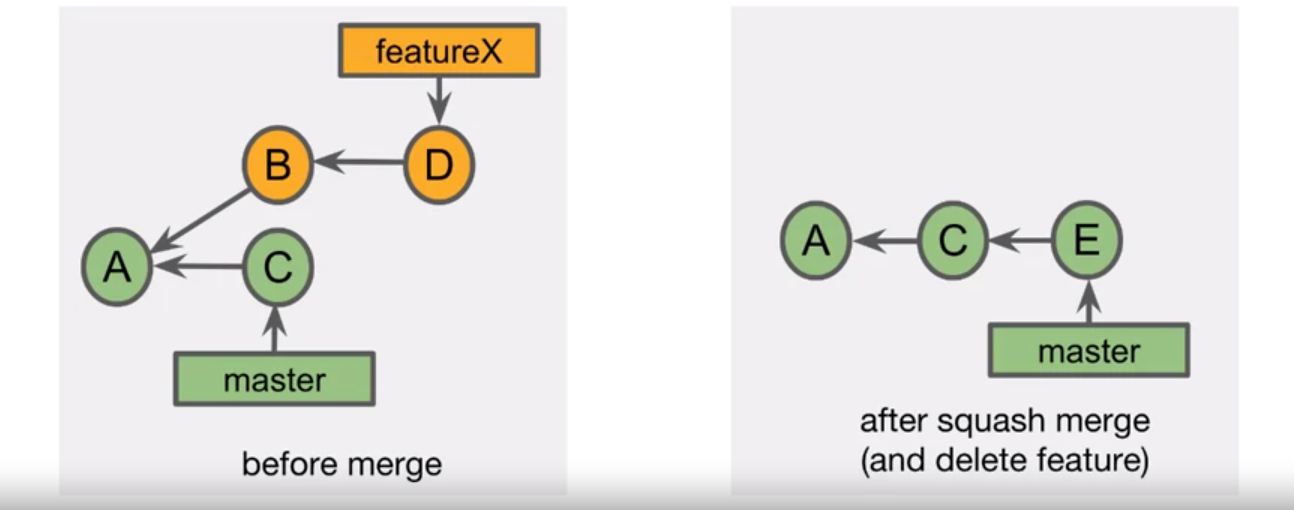 featureX
B
D
A
C
master
before merge
A
C
E
master
after squash merge
(and delete feature)